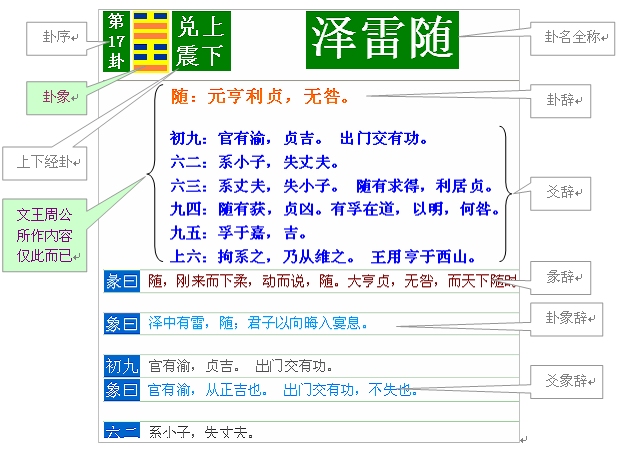 卦序
第17卦
兑上
震下
泽雷随
卦名全称
卦象
随：元亨利贞，无咎。
卦辞
初九：官有渝，贞吉。 出门交有功。
上下经卦
六二：系小子，失丈夫。
六三：系丈夫，失小子。 随有求得，利居贞。
爻辞
九四：随有获，贞凶。有孚在道，以明，何咎。
文王周公
所作内容
仅此而已
九五：孚于嘉，吉。
上六：拘系之，乃从维之。 王用亨于西山。
彖曰 随，刚来而下柔，动而说，随。大亨贞，无咎，而天下随时
彖辞
象曰 泽中有雷，随；君子以向晦入宴息。
卦象辞
初九 官有渝，贞吉。 出门交有功。
象曰 官有渝，从正吉也。 出门交有功，不失也。
爻象辞
六二 系小子，失丈夫。